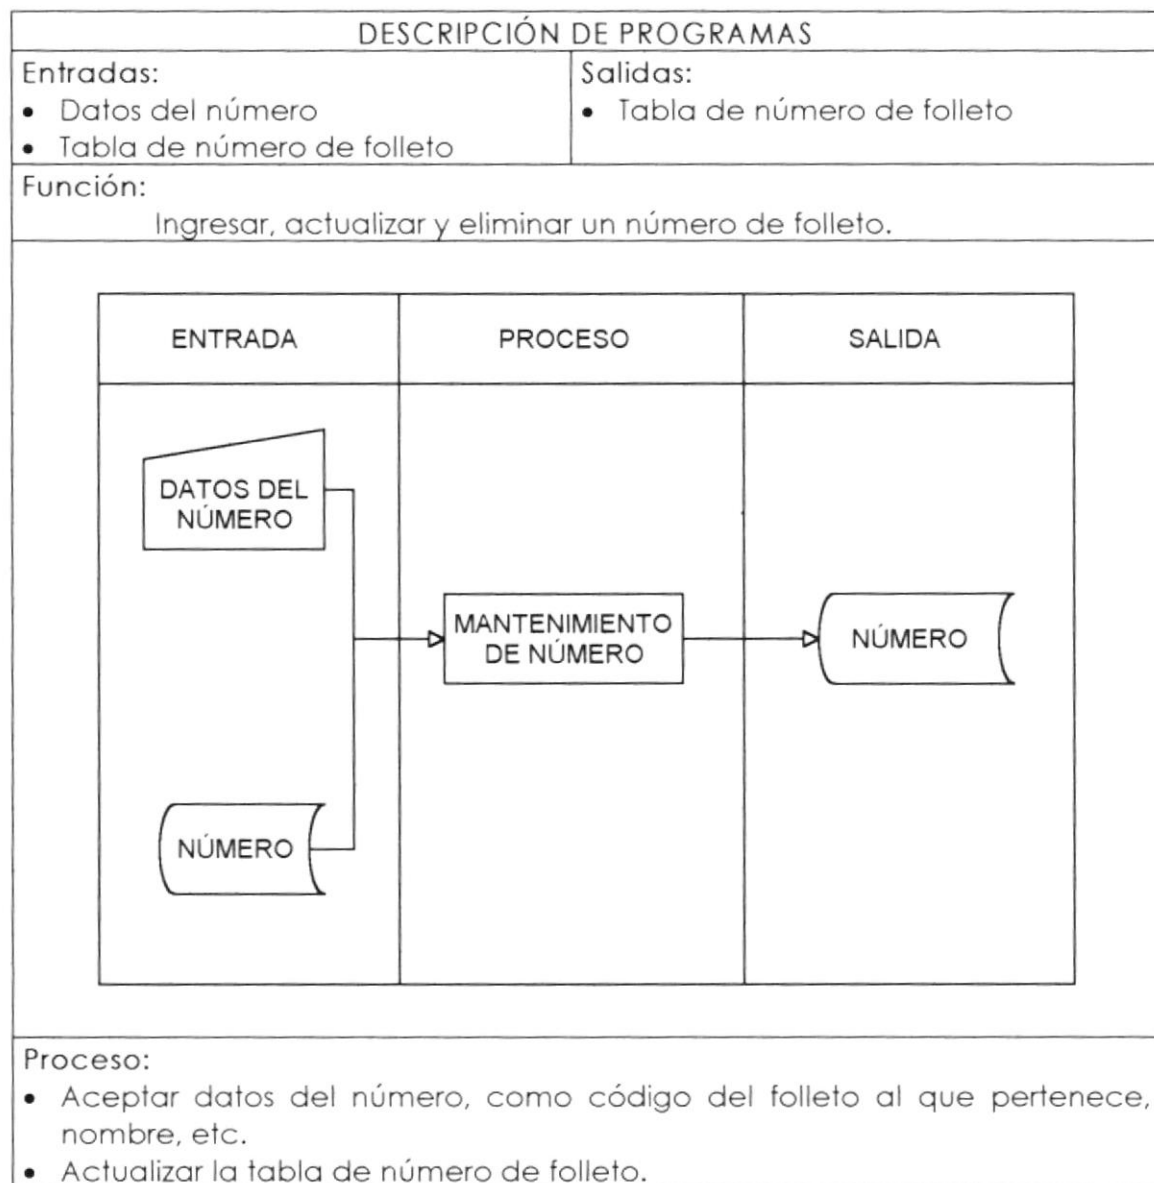 DESCRIPCIÓN DE PROGRAMAS
Entradas:
• Datos del número
• Tabla de número de folleto
Salidas:
• Tabla de número de folleto
Función:
Ingresar, actualizar y eliminar un número de folleto.
ENTRADA
PROCESO
SALIDA
DATOS DEL
NÚMERO
MANTENIMIENTO
DE NÚMERO
NÚMERO
NÚMERO
Proceso:
• Aceptar datos del número, como código del folleto al que pertenece,
nombre, etc.
• Actualizar la tabla de número de folleto.